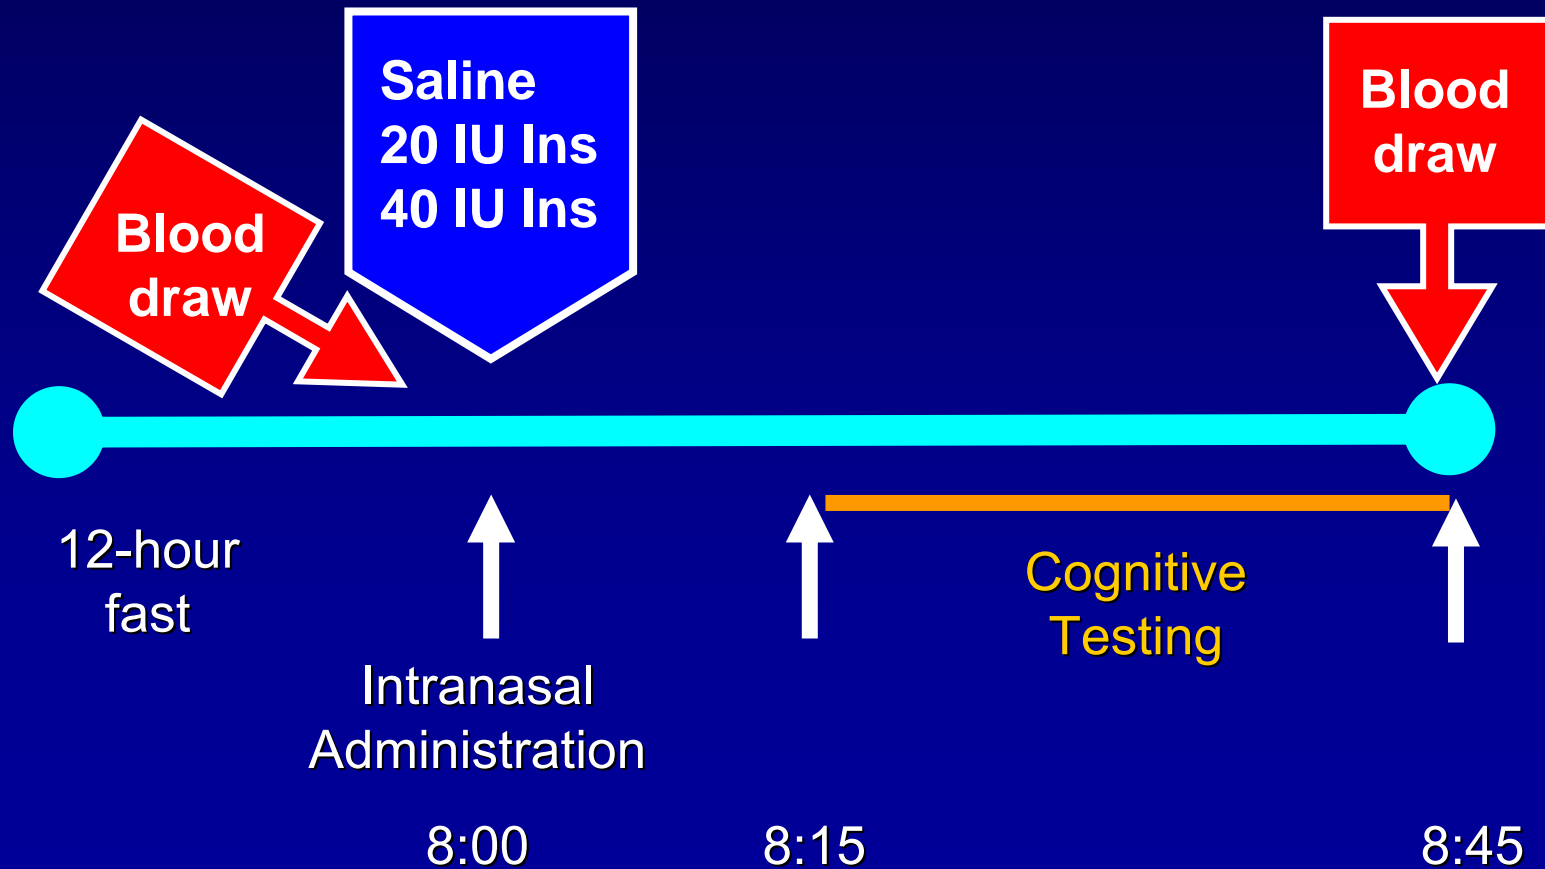 Saline
20 IU Ins
40 IU Ins
Blood
draw
Blood
draw
12-hour
fast
Cognitive
Testing
Intranasal
Administration
8:00
8:15
8:45